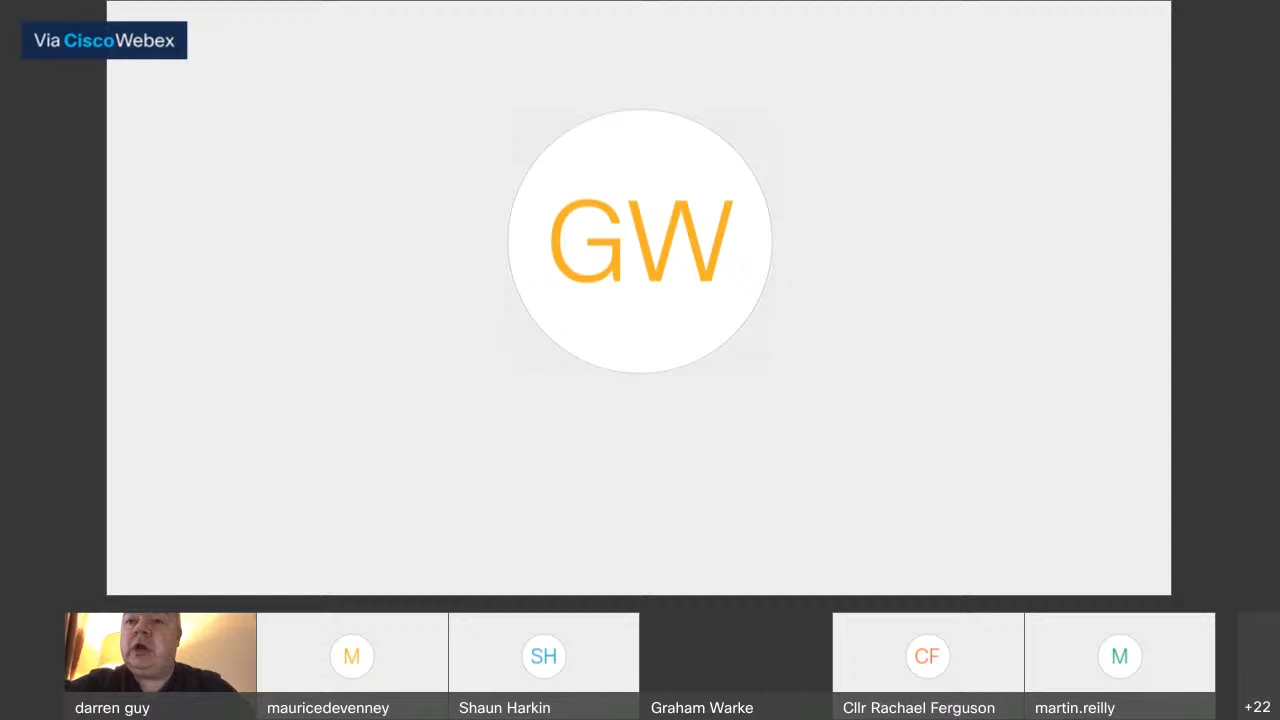 Via CiscoWebex
GW
M
SH
CF
M
darren guy
mauricedevenney
Shaun Harkin
Graham Warke
Cllr Rachael Ferguson
martin.reilly
+22